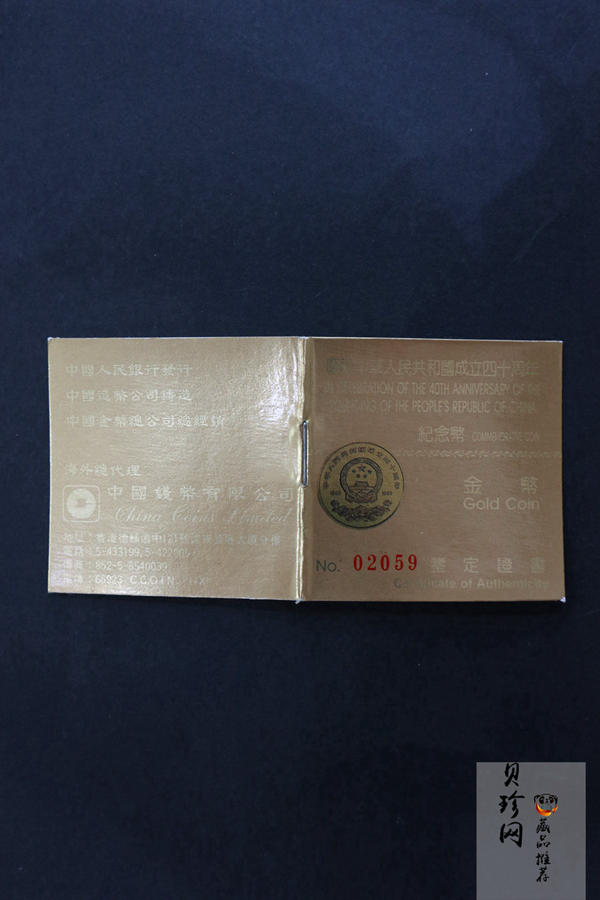 中國人民銀行發行
中國造幣公司鑄造
中國金幣總公司總經銷
海外總代理
中國錢幣有限公司
China Coins Limited
電話：5-433199, 5-422009
傳真：852-5-8540039
中華人民共和國成立四十周年
IN CELEBRATION OF THE 40TH ANNIVERSARY OF THE
FOUNDING OF THE PEOPLE'S REPUBLIC OF CHINA
紀念幣 COMMEMORATIVE COIN
金幣
Gold Coin
No. 02059 鑒定證書
Certificate of Authenticity
貝珍网
藏品推荐